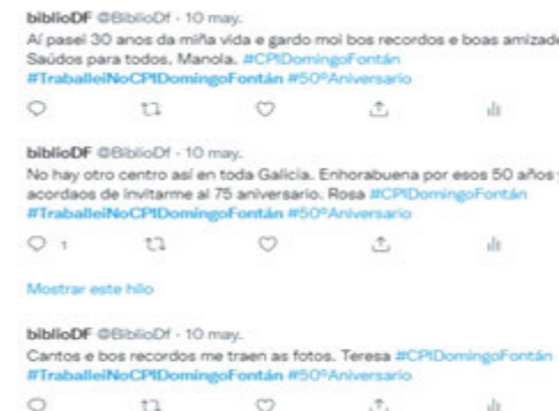 biblioDF @BiblioDf · 10 may.
Aí pasei 30 anos da miña vida e gardo moi bos recordos e boas amizade
Saúdos para todos. Manola. #CPIDomingoFontán
#TraballeiNoCPIDomingoFontán #50ºAniversario
biblioDF @BiblioDf · 10 may.
No hay otro centro así en toda Galicia. Enhorabuena por esos 50 años y
acordaos de invitarme al 75 aniversario. Rosa #CPIDomingoFontán
#TraballeiNoCPIDomingoFontán #50ºAniversario
1
Mostrar este hilo
biblioDF @BiblioDf · 10 may.
Cantos e bos recordos me traen as fotos. Teresa #CPIDomingoFontán
#TraballeiNoCPIDomingoFontán #50ºAniversario